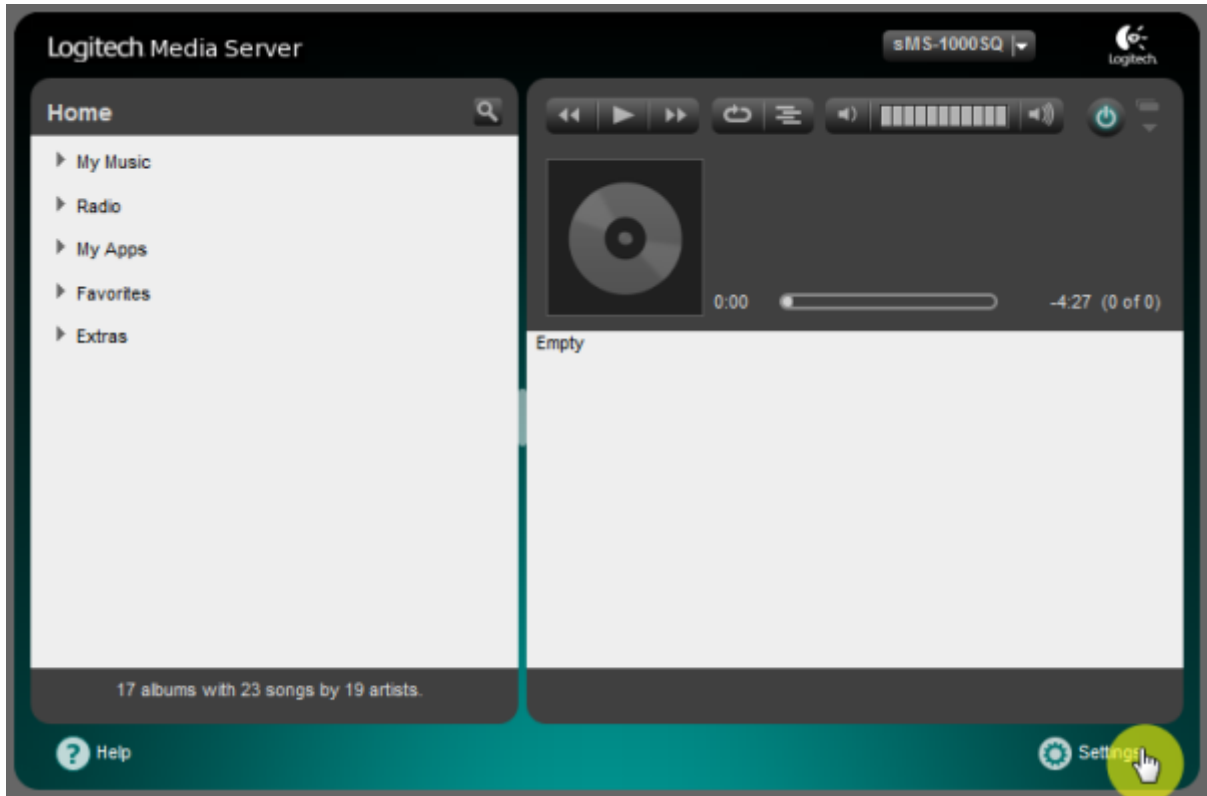 Logitech Media Server
sMS-1000SQ
Logitech
Home
My Music
Radio
My Apps
Favorites
Extras
0:00
-4:27 (0 of 0)
Empty
17 albums with 23 songs by 19 artists.
? Help
Settings